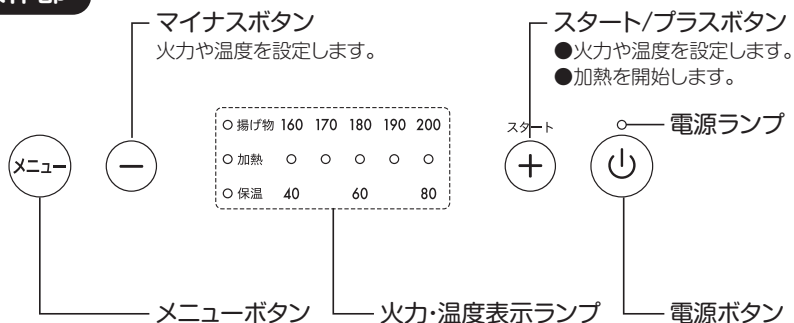 マイナスボタン
火力や温度を設定します。
スタート/プラスボタン
●火力や温度を設定します。
●加熱を開始します。
電源ランプ
メニュー
揚げ物 160 170 180 190 200
加熱
保温 40 60 80
スタート
メニューボタン
火力・温度表示ランプ
電源ボタン